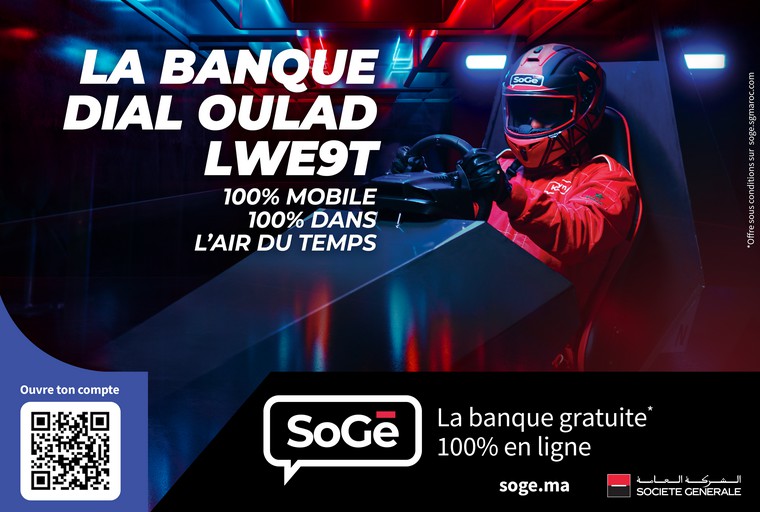 LA BANQUE
DIAL OULAD
LWE9T
100% MOBILE
100% DANS
L'AIR DU TEMPS
SoGé
*Offre sous conditions sur soge.sgmaroc.com
Ouvre ton compte
SoGé
La banque gratuite*
100% en ligne
soge.ma
الشركة العامة
SOCIETE GENERALE